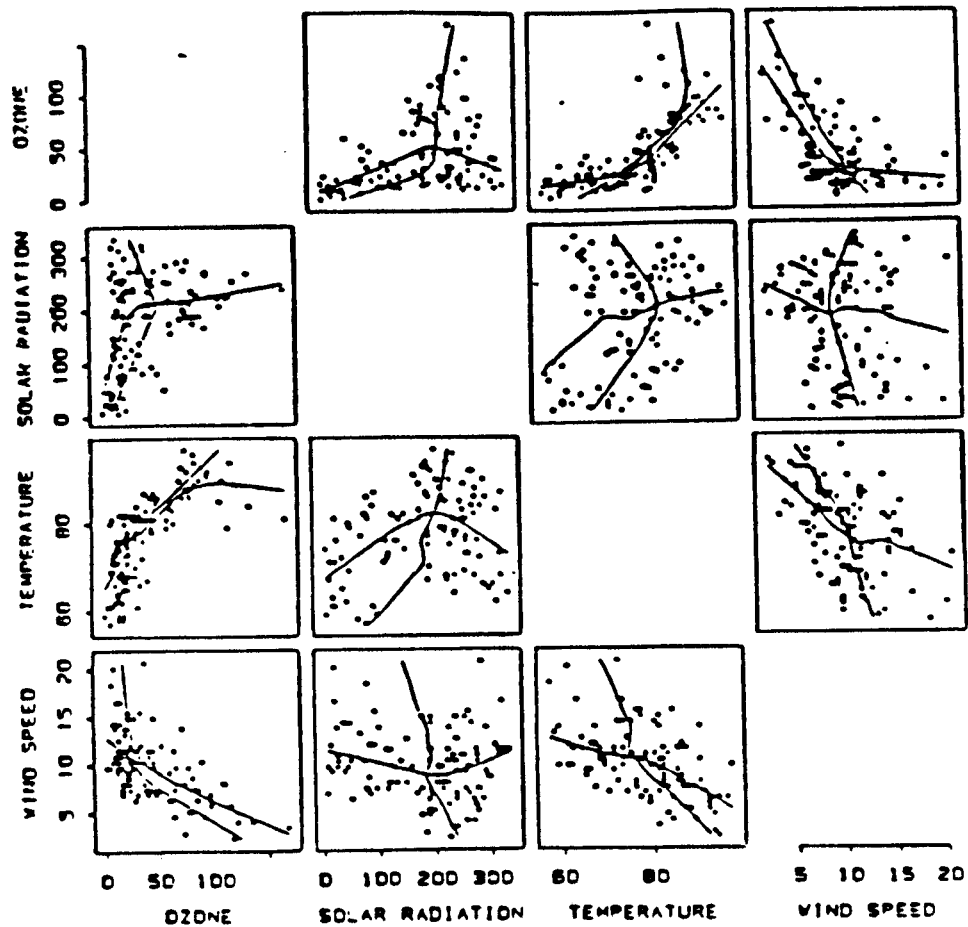 OZONE
0 50 100
SOLAR RADIATION
0 100 200 300
TEMPERATURE
60 80
WIND SPEED
5 10 15 20
0 50 100
OZONE
0 100 200 300
SOLAR RADIATION
60 80
TEMPERATURE
5 10 15 20
WIND SPEED